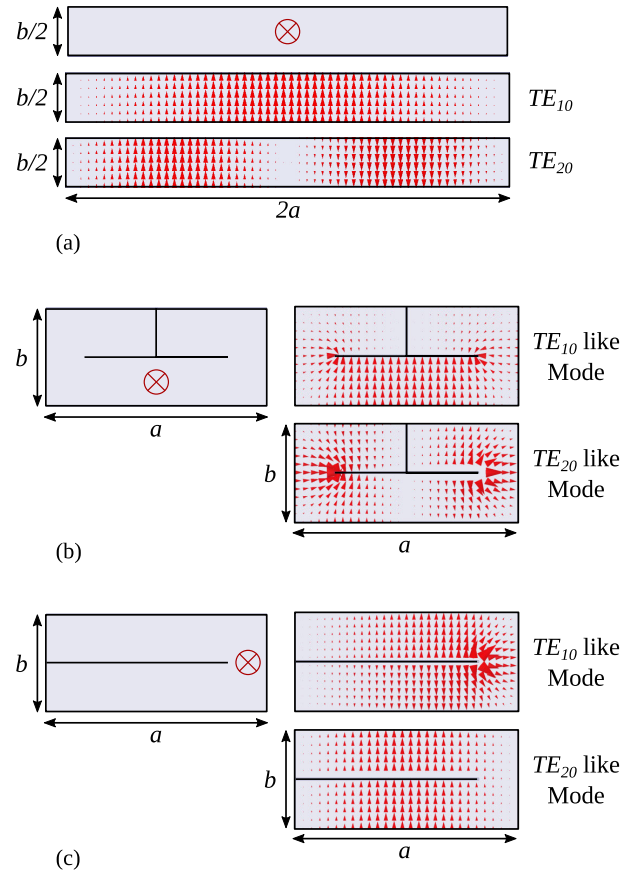 b/2
b/2 TE10
b/2 TE20
2a
(a)
b
a
TE10 like
Mode
b
a
TE20 like
Mode
(b)
b
a
TE10 like
Mode
b
a
TE20 like
Mode
(c)